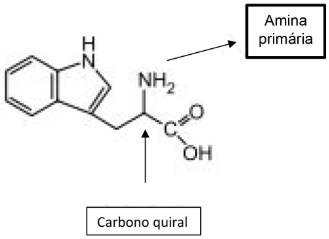 Amina
primária
H
N
NH₂
O
C
OH
Carbono quiral